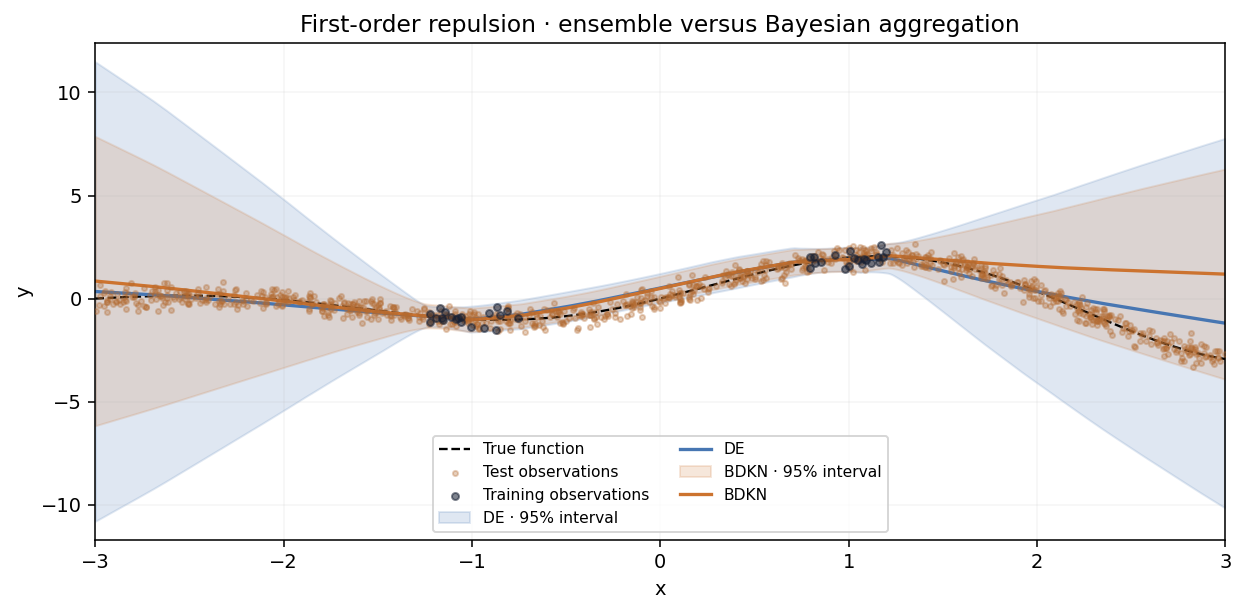 First-order repulsion · ensemble versus Bayesian aggregation
y
10
5
0
−5
−10
True function
Test observations
Training observations
DE · 95% interval
DE
BDKN · 95% interval
BDKN
−3 −2 −1 0 1 2 3
x